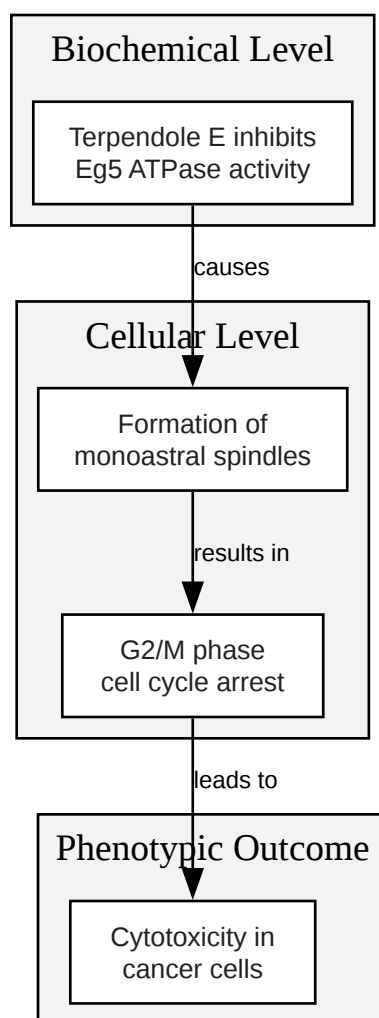 Biochemical Level
Terpendole E inhibits
Eg5 ATPase activity
causes
Cellular Level
Formation of
monoastral spindles
results in
G2/M phase
cell cycle arrest
leads to
Phenotypic Outcome
Cytotoxicity in
cancer cells